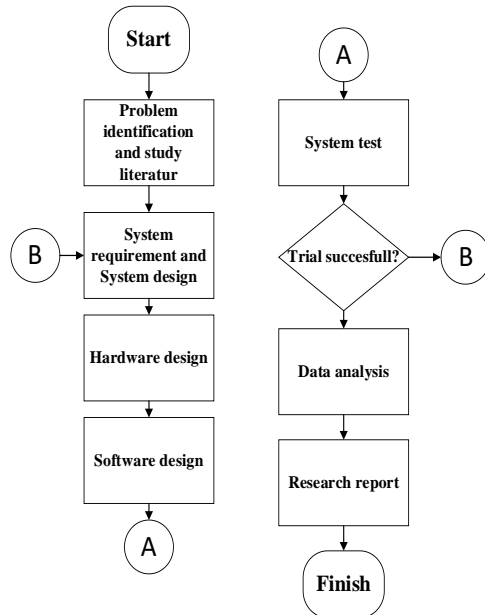 Start
Problem
identification
and study
literatur
B
System
requirement and
System design
Hardware design
Software design
A
A
System test
Trial succesfull?
B
Data analysis
Research report
Finish